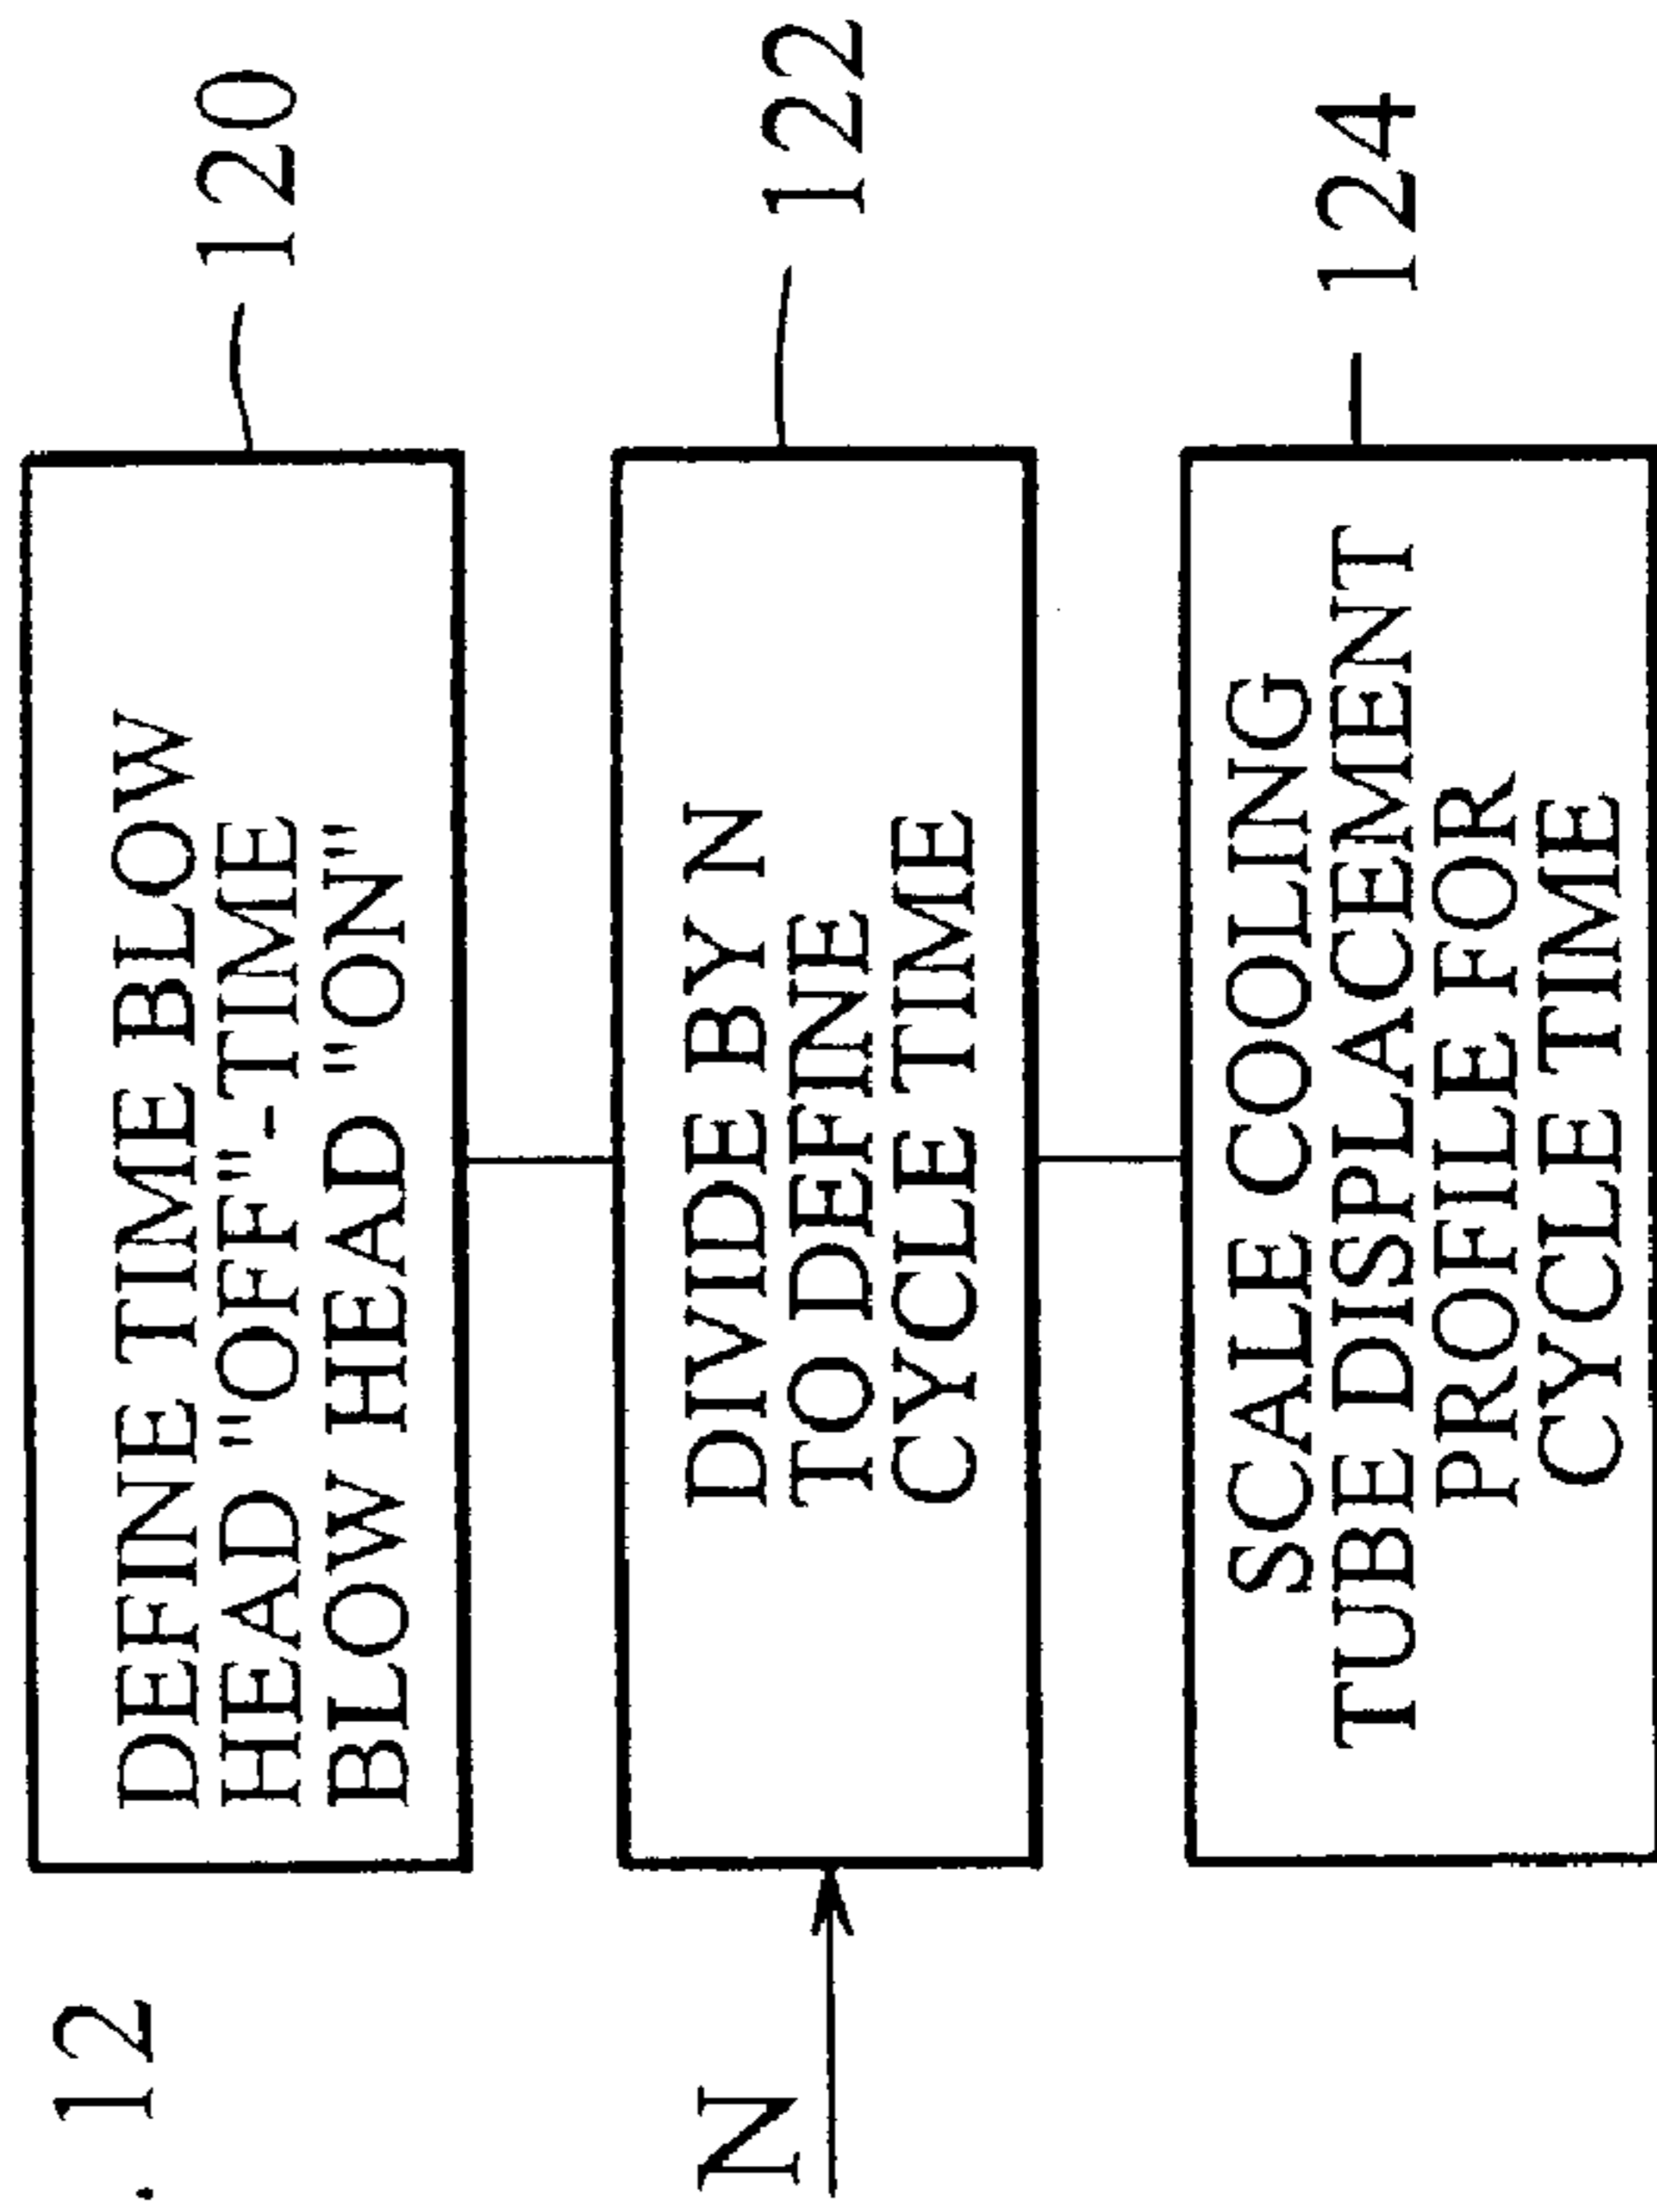 . 12
DEFINE TIME BLOW
HEAD "OFF"-TIME
BLOW HEAD "ON"
120
N
DIVIDE BY N
TO DEFINE
CYCLE TIME
122
SCALE COOLING
TUBE DISPLACEMENT
PROFILE FOR
CYCLE TIME
124